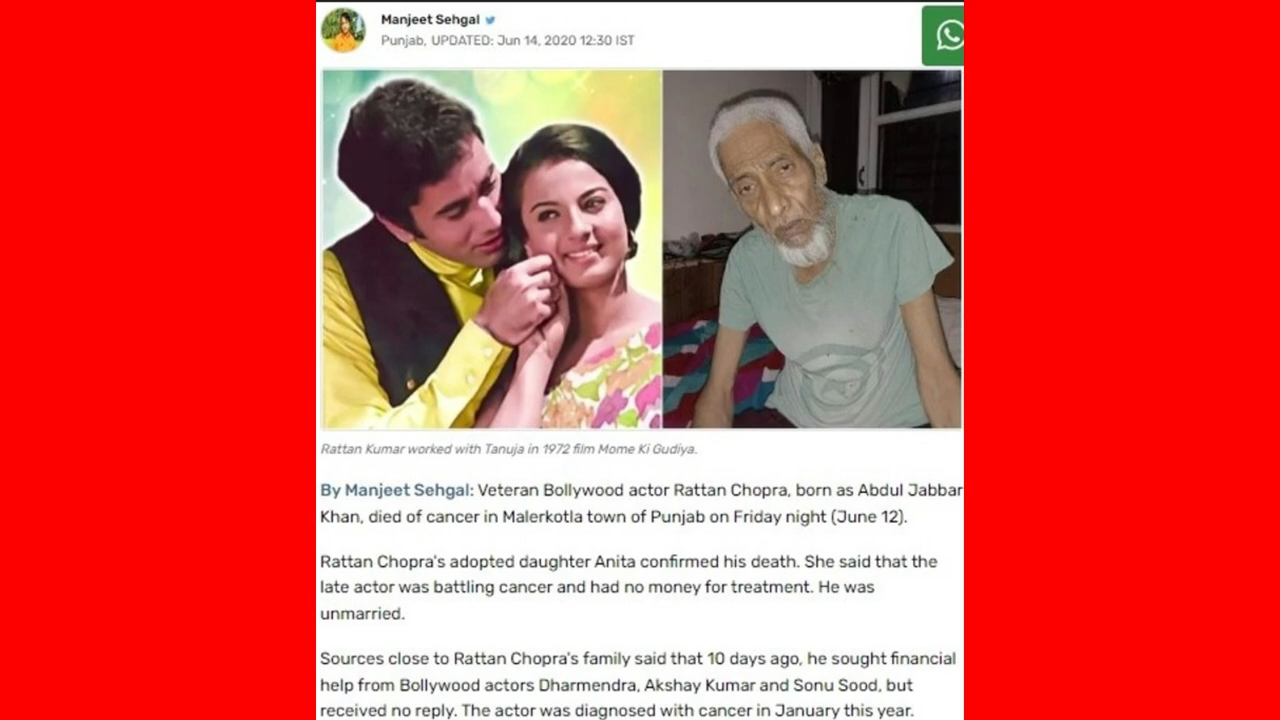 Manjeet Sehgal
Punjab, UPDATED: Jun 14, 2020 12:30 IST
Rattan Kumar worked with Tanuja in 1972 film Mome Ki Gudiya.
By Manjeet Sehgal: Veteran Bollywood actor Rattan Chopra, born as Abdul Jabbar
Khan, died of cancer in Malerkotla town of Punjab on Friday night (June 12).
Rattan Chopra's adopted daughter Anita confirmed his death. She said that the
late actor was battling cancer and had no money for treatment. He was
unmarried.
Sources close to Rattan Chopra's family said that 10 days ago, he sought financial
help from Bollywood actors Dharmendra, Akshay Kumar and Sonu Sood, but
received no reply. The actor was diagnosed with cancer in January this year.